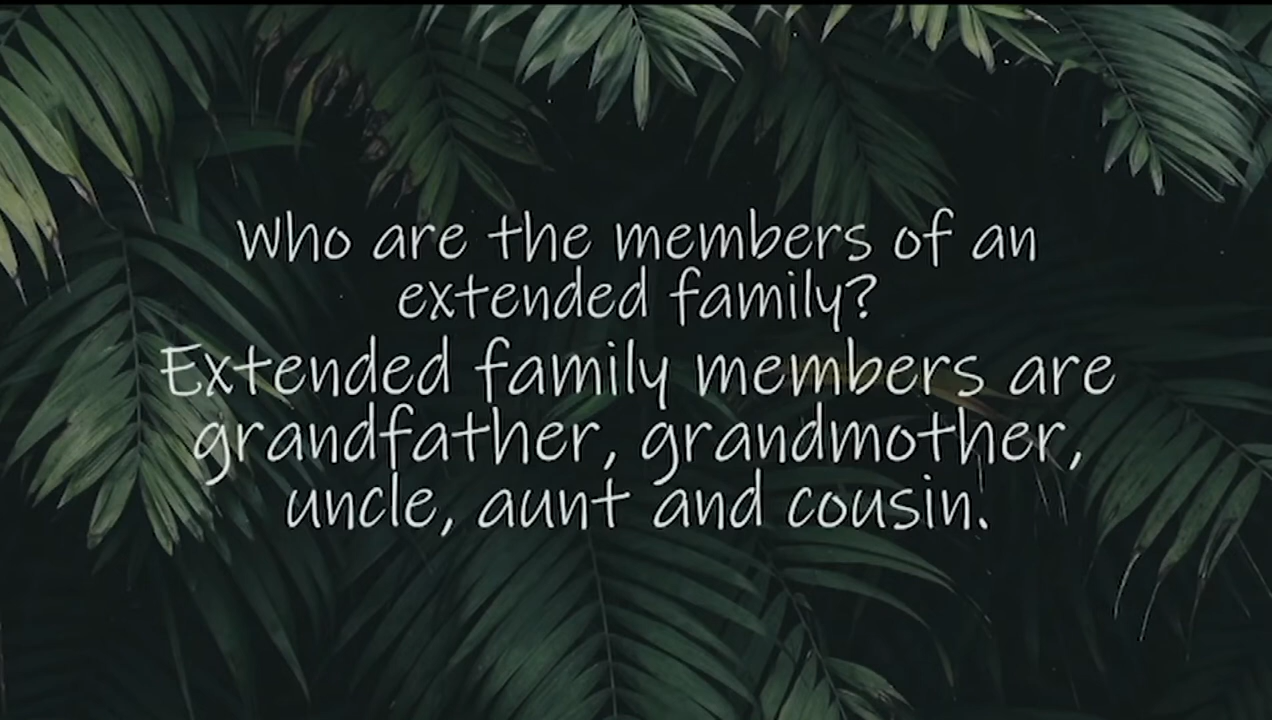 Who are the members of an
extended family?
Extended family members are
grandfather, grandmother,
uncle, aunt and cousin.